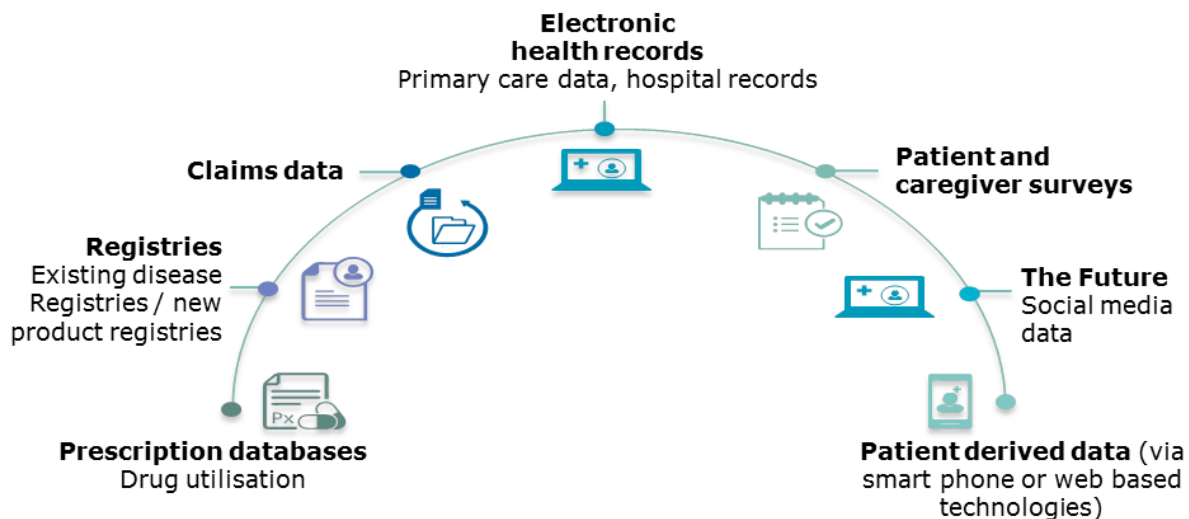 Electronic
health records
Primary care data, hospital records
Claims data
Patient and
caregiver surveys
Registries
Existing disease
Registries / new
product registries
The Future
Social media
data
Px
Prescription databases
Drug utilisation
Patient derived data (via
smart phone or web based
technologies)